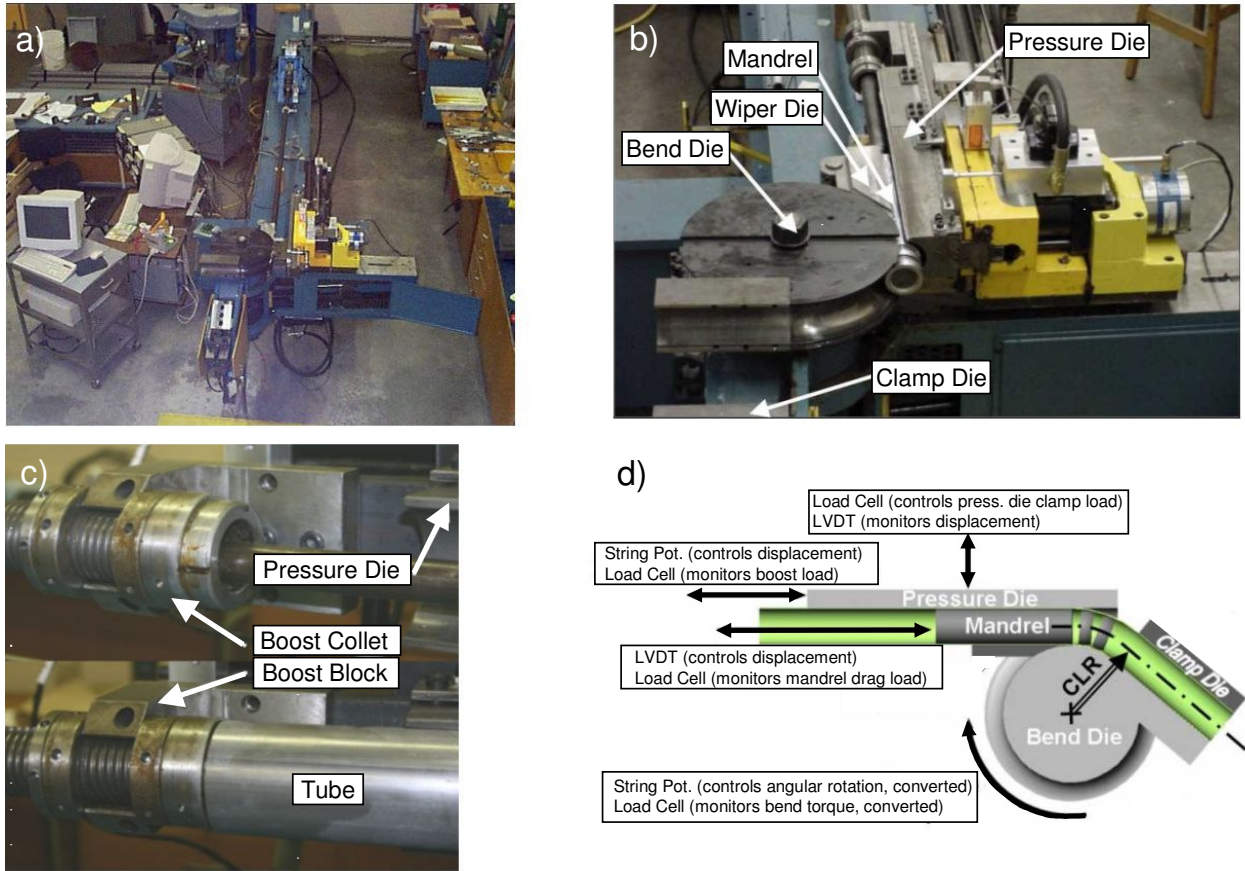 a)
b)
Pressure Die
Mandrel
Wiper Die
Bend Die
Clamp Die
c)
Pressure Die
Boost Collet
Boost Block
Tube
d)
Load Cell (controls press. die clamp load)
LVDT (monitors displacement)
String Pot. (controls displacement)
Load Cell (monitors boost load)
Pressure Die
Mandrel
LVDT (controls displacement)
Load Cell (monitors mandrel drag load)
Clamp Die
CLR
Bend Die
String Pot. (controls angular rotation, converted)
Load Cell (monitors bend torque, converted)